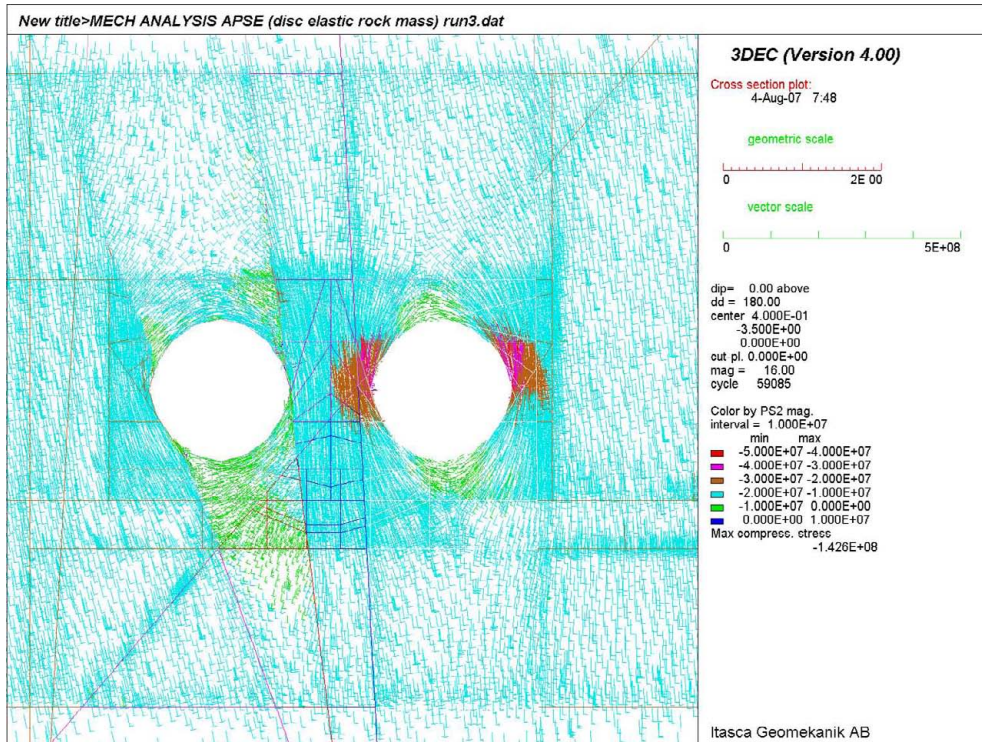 New title>MECH ANALYSIS APSE (disc elastic rock mass) run3.dat
3DEC (Version 4.00)
Cross section plot:
4-Aug-07 7:48
geometric scale
0 2E 00
vector scale
0 5E+08
dip= 0.00 above
dd = 180.00
center 4.000E-01
-3.500E+00
0.000E+00
cut pl. 0.000E+00
mag = 16.00
cycle 59085
Color by PS2 mag.
interval = 1.000E+07
min max
-5.000E+07 -4.000E+07
-4.000E+07 -3.000E+07
-3.000E+07 -2.000E+07
-2.000E+07 -1.000E+07
-1.000E+07 0.000E+00
0.000E+00 1.000E+07
Max compress. stress
-1.426E+08
Itasca Geomekanik AB